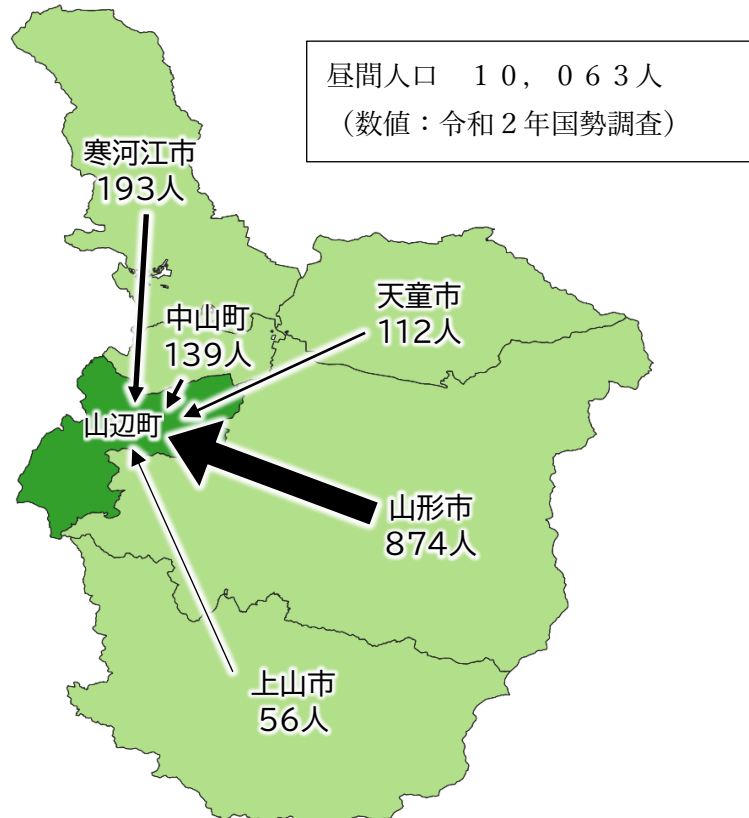 昼間人口　１０，０６３人
（数値：令和２年国勢調査）
寒河江市
193人
天童市
112人
中山町
139人
山辺町
山形市
874人
上山市
56人